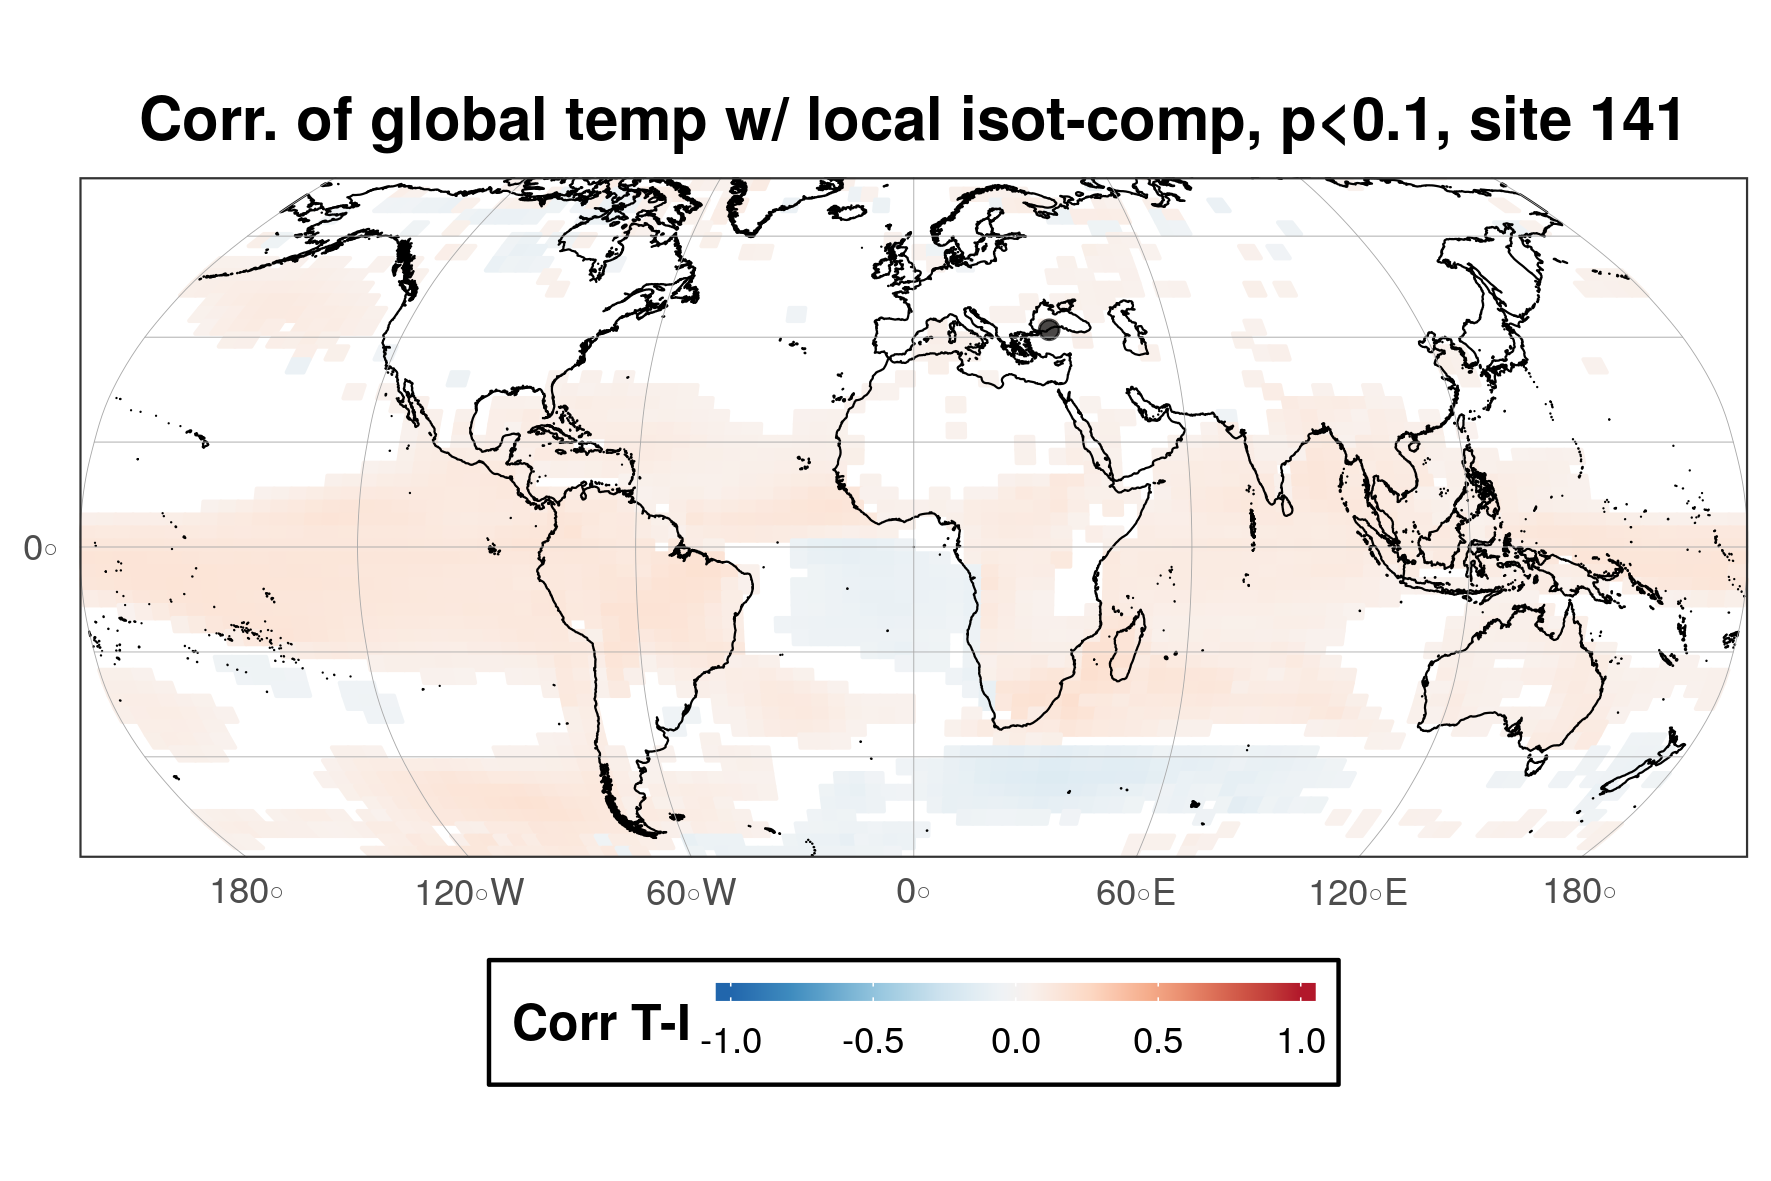 Corr. of global temp w/ local isot-comp, p<0.1, site 141
0°
180° 120°W 60°W 0° 60°E 120°E 180°
Corr T-I
-1.0 -0.5 0.0 0.5 1.0